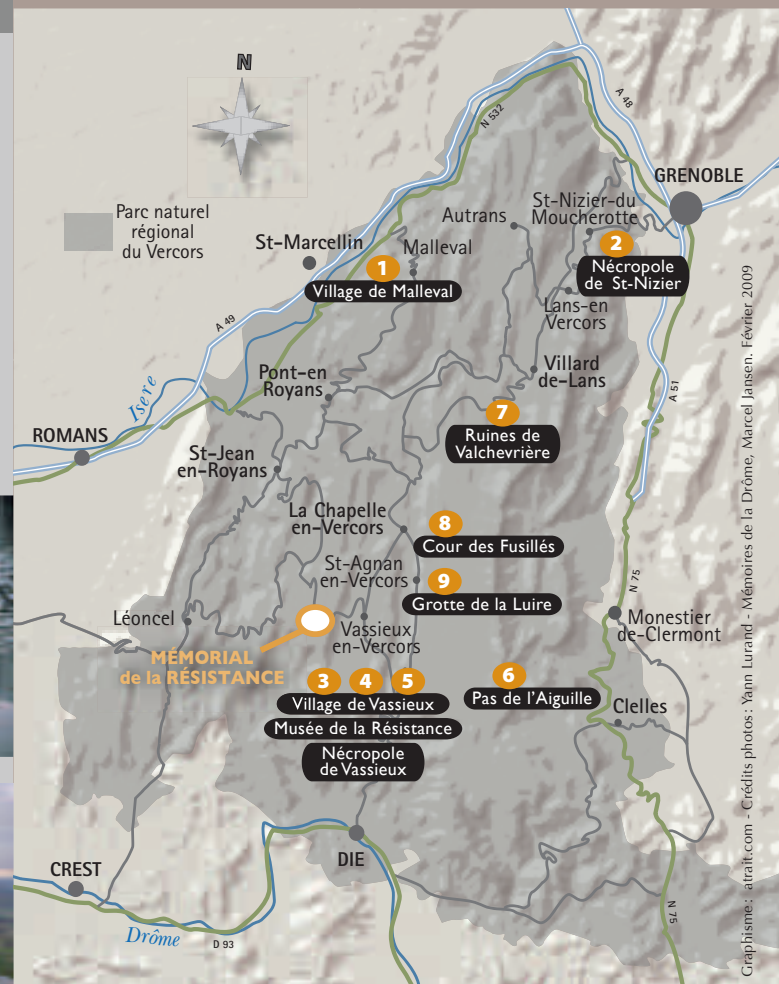 N
A 48
N 532
GRENOBLE
Parc naturel
régional
du Vercors
St-Marcellin
Autrans
St-Nizier-du
Moucherotte
Malleval
1
Village de Malleval
2
Nécropole
de St-Nizier
Lans-en
Vercors
A 49
Isere
Pont-en
Royans
Villard
de-Lans
A 51
ROMANS
7
Ruines de
Valchevrière
St-Jean
en-Royans
La Chapelle
en-Vercors
8
Cour des Fusillés
St-Agnan
en-Vercors
9
Grotte de la Luire
N 75
Léoncel
Vassieux
en-Vercors
Monestier
de-Clermont
MÉMORIAL
de la RÉSISTANCE
3 4 5
Village de Vassieux
Musée de la Résistance
Nécropole
de Vassieux
6
Pas de l'Aiguille
Clelles
DIE
CREST
Drôme
D 93
N 75
Graphisme : atrait.com - Crédits photos : Yann Lurand - Mémoires de la Drôme, Marcel Jansen. Février 2009